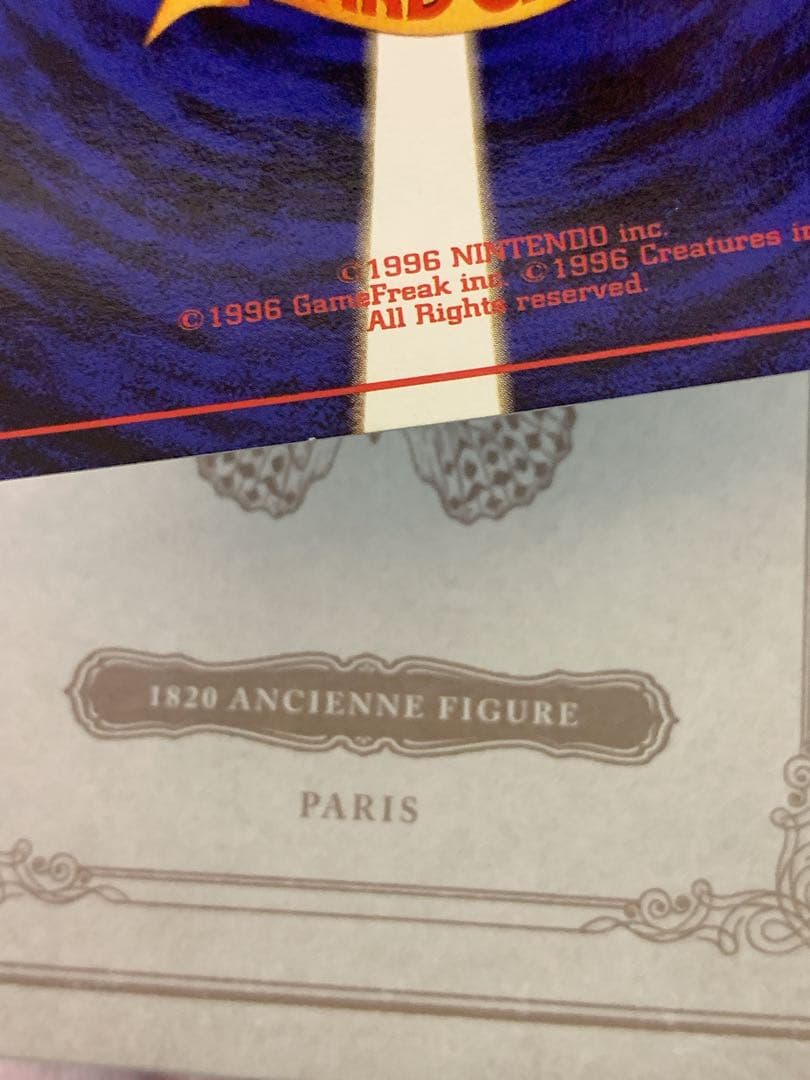 ©1996 NINTENDO inc.
©1996 GameFreak inc. ©1996 Creatures
All Rights reserved.
1820 ANCIENNE FIGURE
PARIS